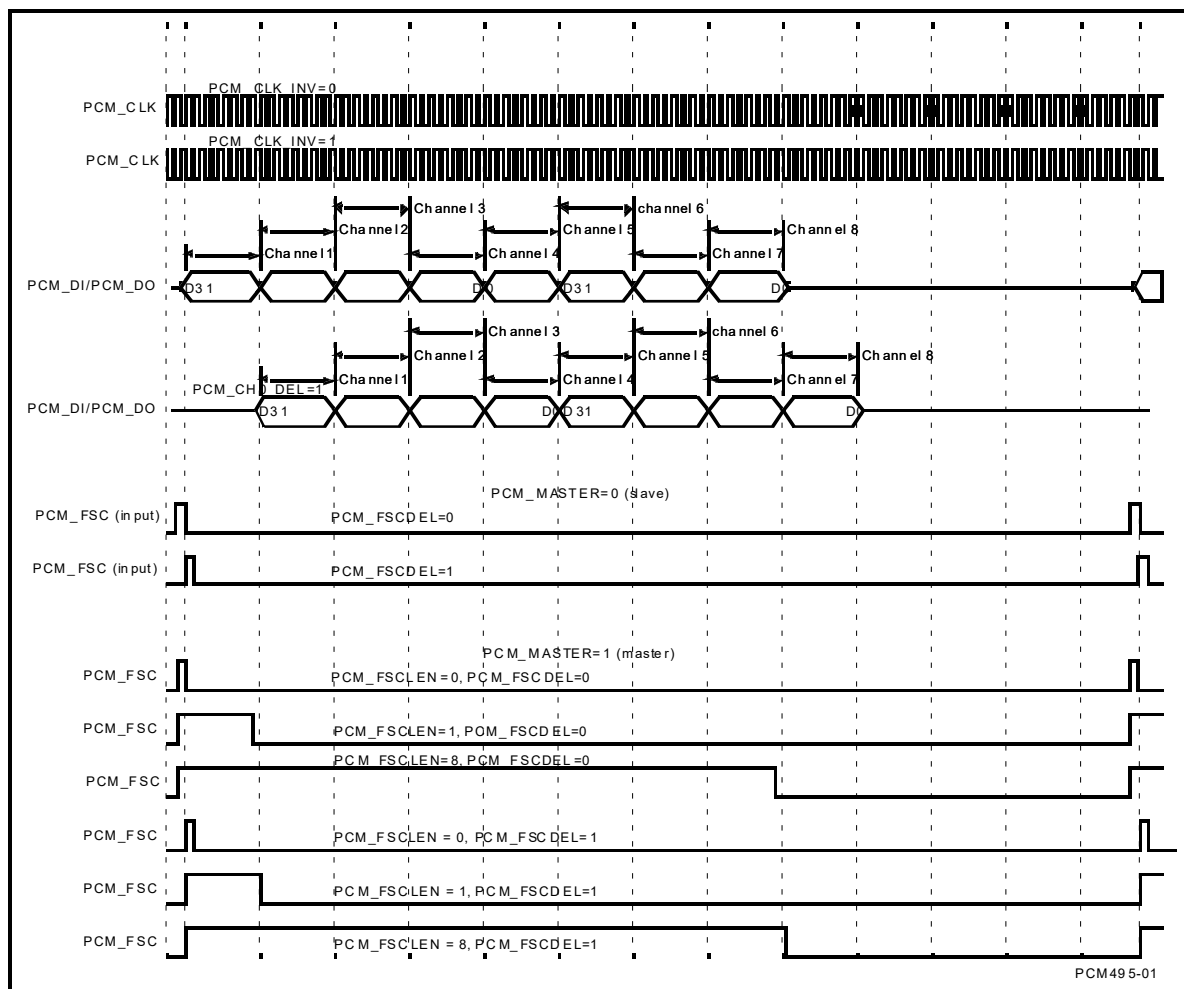 PCM_CLK_INV=0
PCM_CLK
PCM_CLK_INV=1
PCM_CLK
Channel 3 channel 6
Channel 2 Channel 5 Channel 8
Channel 1 Channel 4 Channel 7
PCM_DI/PCM_DO D31 D0 D31 D0
Channel 3 channel 6
Channel 2 Channel 5 Channel 8
PCM_CH0_DEL=1 Channel 1 Channel 4 Channel 7
PCM_DI/PCM_DO D31 D0 D31 D0
PCM_MASTER=0 (slave)
PCM_FSC (input) PCM_FSCDEL=0
PCM_FSC (input) PCM_FSCDEL=1
PCM_MASTER=1 (master)
PCM_FSC PCM_FSCLEN=0, PCM_FSCDEL=0
PCM_FSC PCM_FSCLEN=1, PCM_FSCDEL=0
PCM_FSC PCM_FSCLEN=8, PCM_FSCDEL=0
PCM_FSC PCM_FSCLEN = 0, PCM_FSCDEL=1
PCM_FSC PCM_FSCLEN = 1, PCM_FSCDEL=1
PCM_FSC PCM_FSCLEN = 8, PCM_FSCDEL=1
PCM495-01